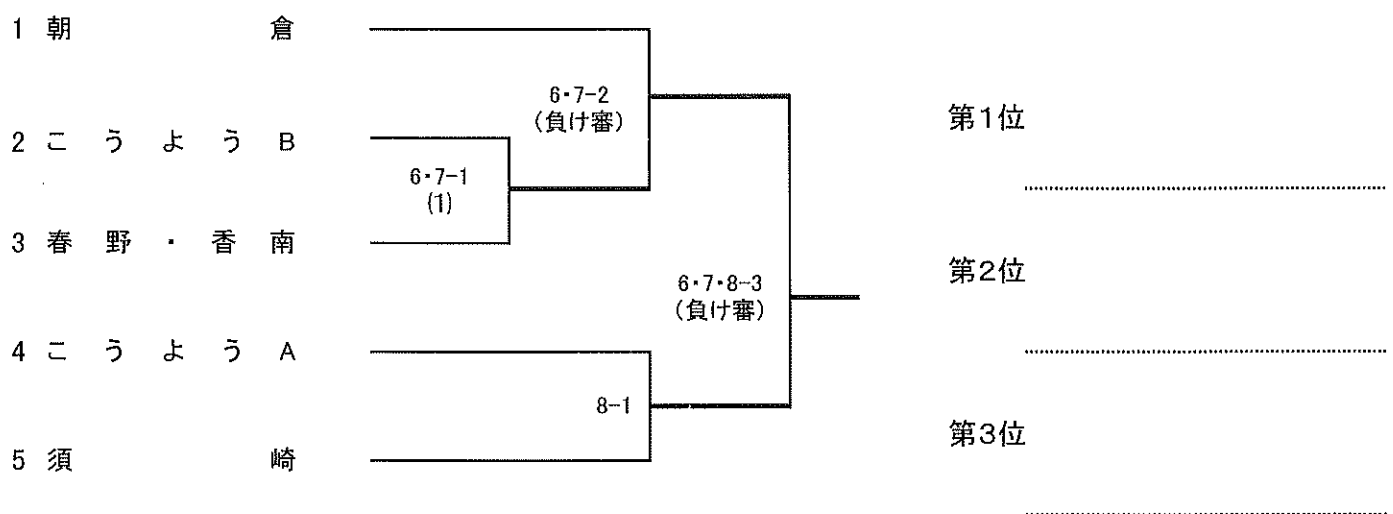 1 朝 倉
6・7-2
(負け審)
第1位
2 こ う よ う B
6・7-1
(1)
3 春 野 ・ 香 南
第2位
6・7・8-3
(負け審)
4 こ う よ う A
8-1
第3位
5 須 崎